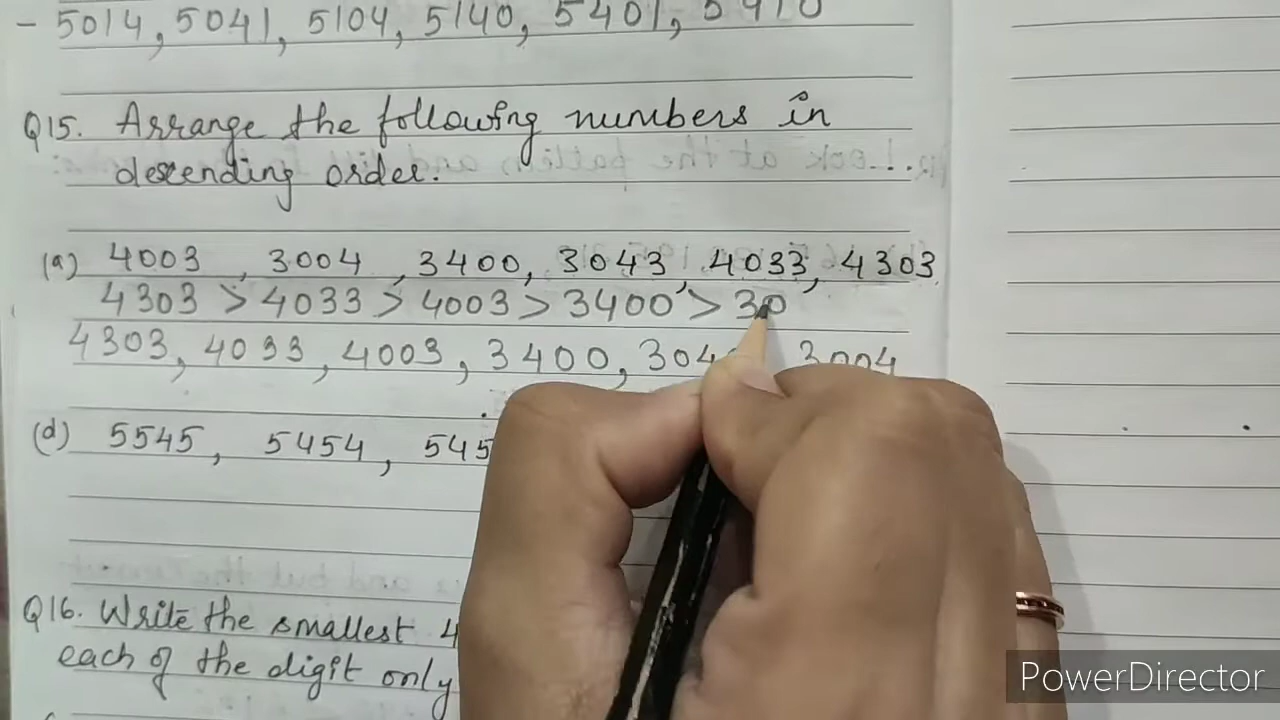 - 5014, 5041, 5104, 5140, 5401, 5410
Q15. Arrange the following numbers in
descending order.
(a) 4003, 3004, 3400, 3043, 4033, 4303.
4303 > 4033 > 4003 > 3400 > 30
4303, 4033, 4003, 3400, 304 3004
(d) 5545, 5454, 545
Q16. Write the smallest 4
each of the digit only
PowerDirector